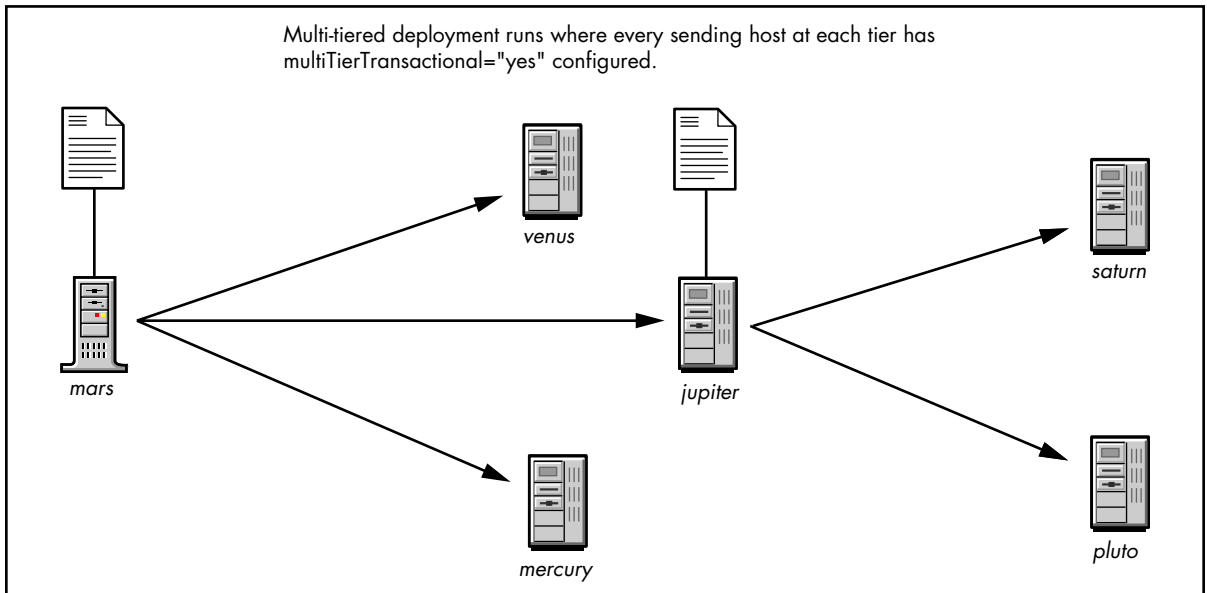 Multi-tiered deployment runs where every sending host at each tier has
multiTierTransactional="yes" configured.
venus
saturn
mars
jupiter
mercury
pluto